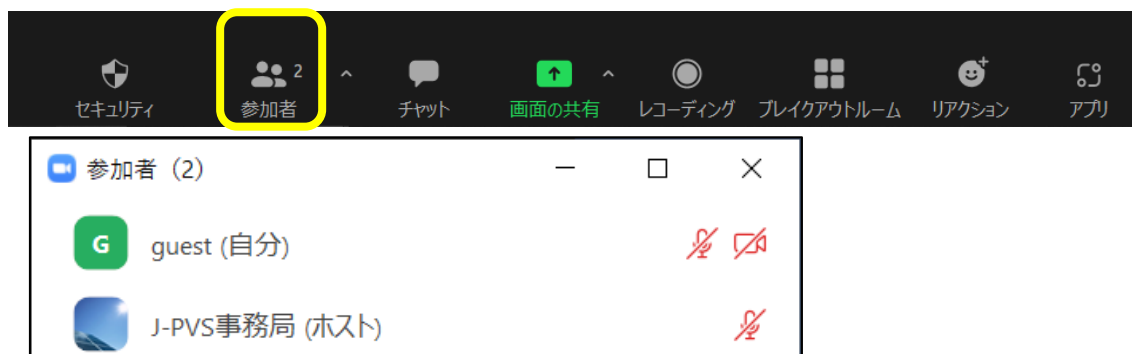 2
セキュリティ 参加者 チャット 画面の共有 レコーディング ブレイクアウトルーム リアクション アプリ
参加者（2）
G guest (自分)
J-PVS事務局 (ホスト)